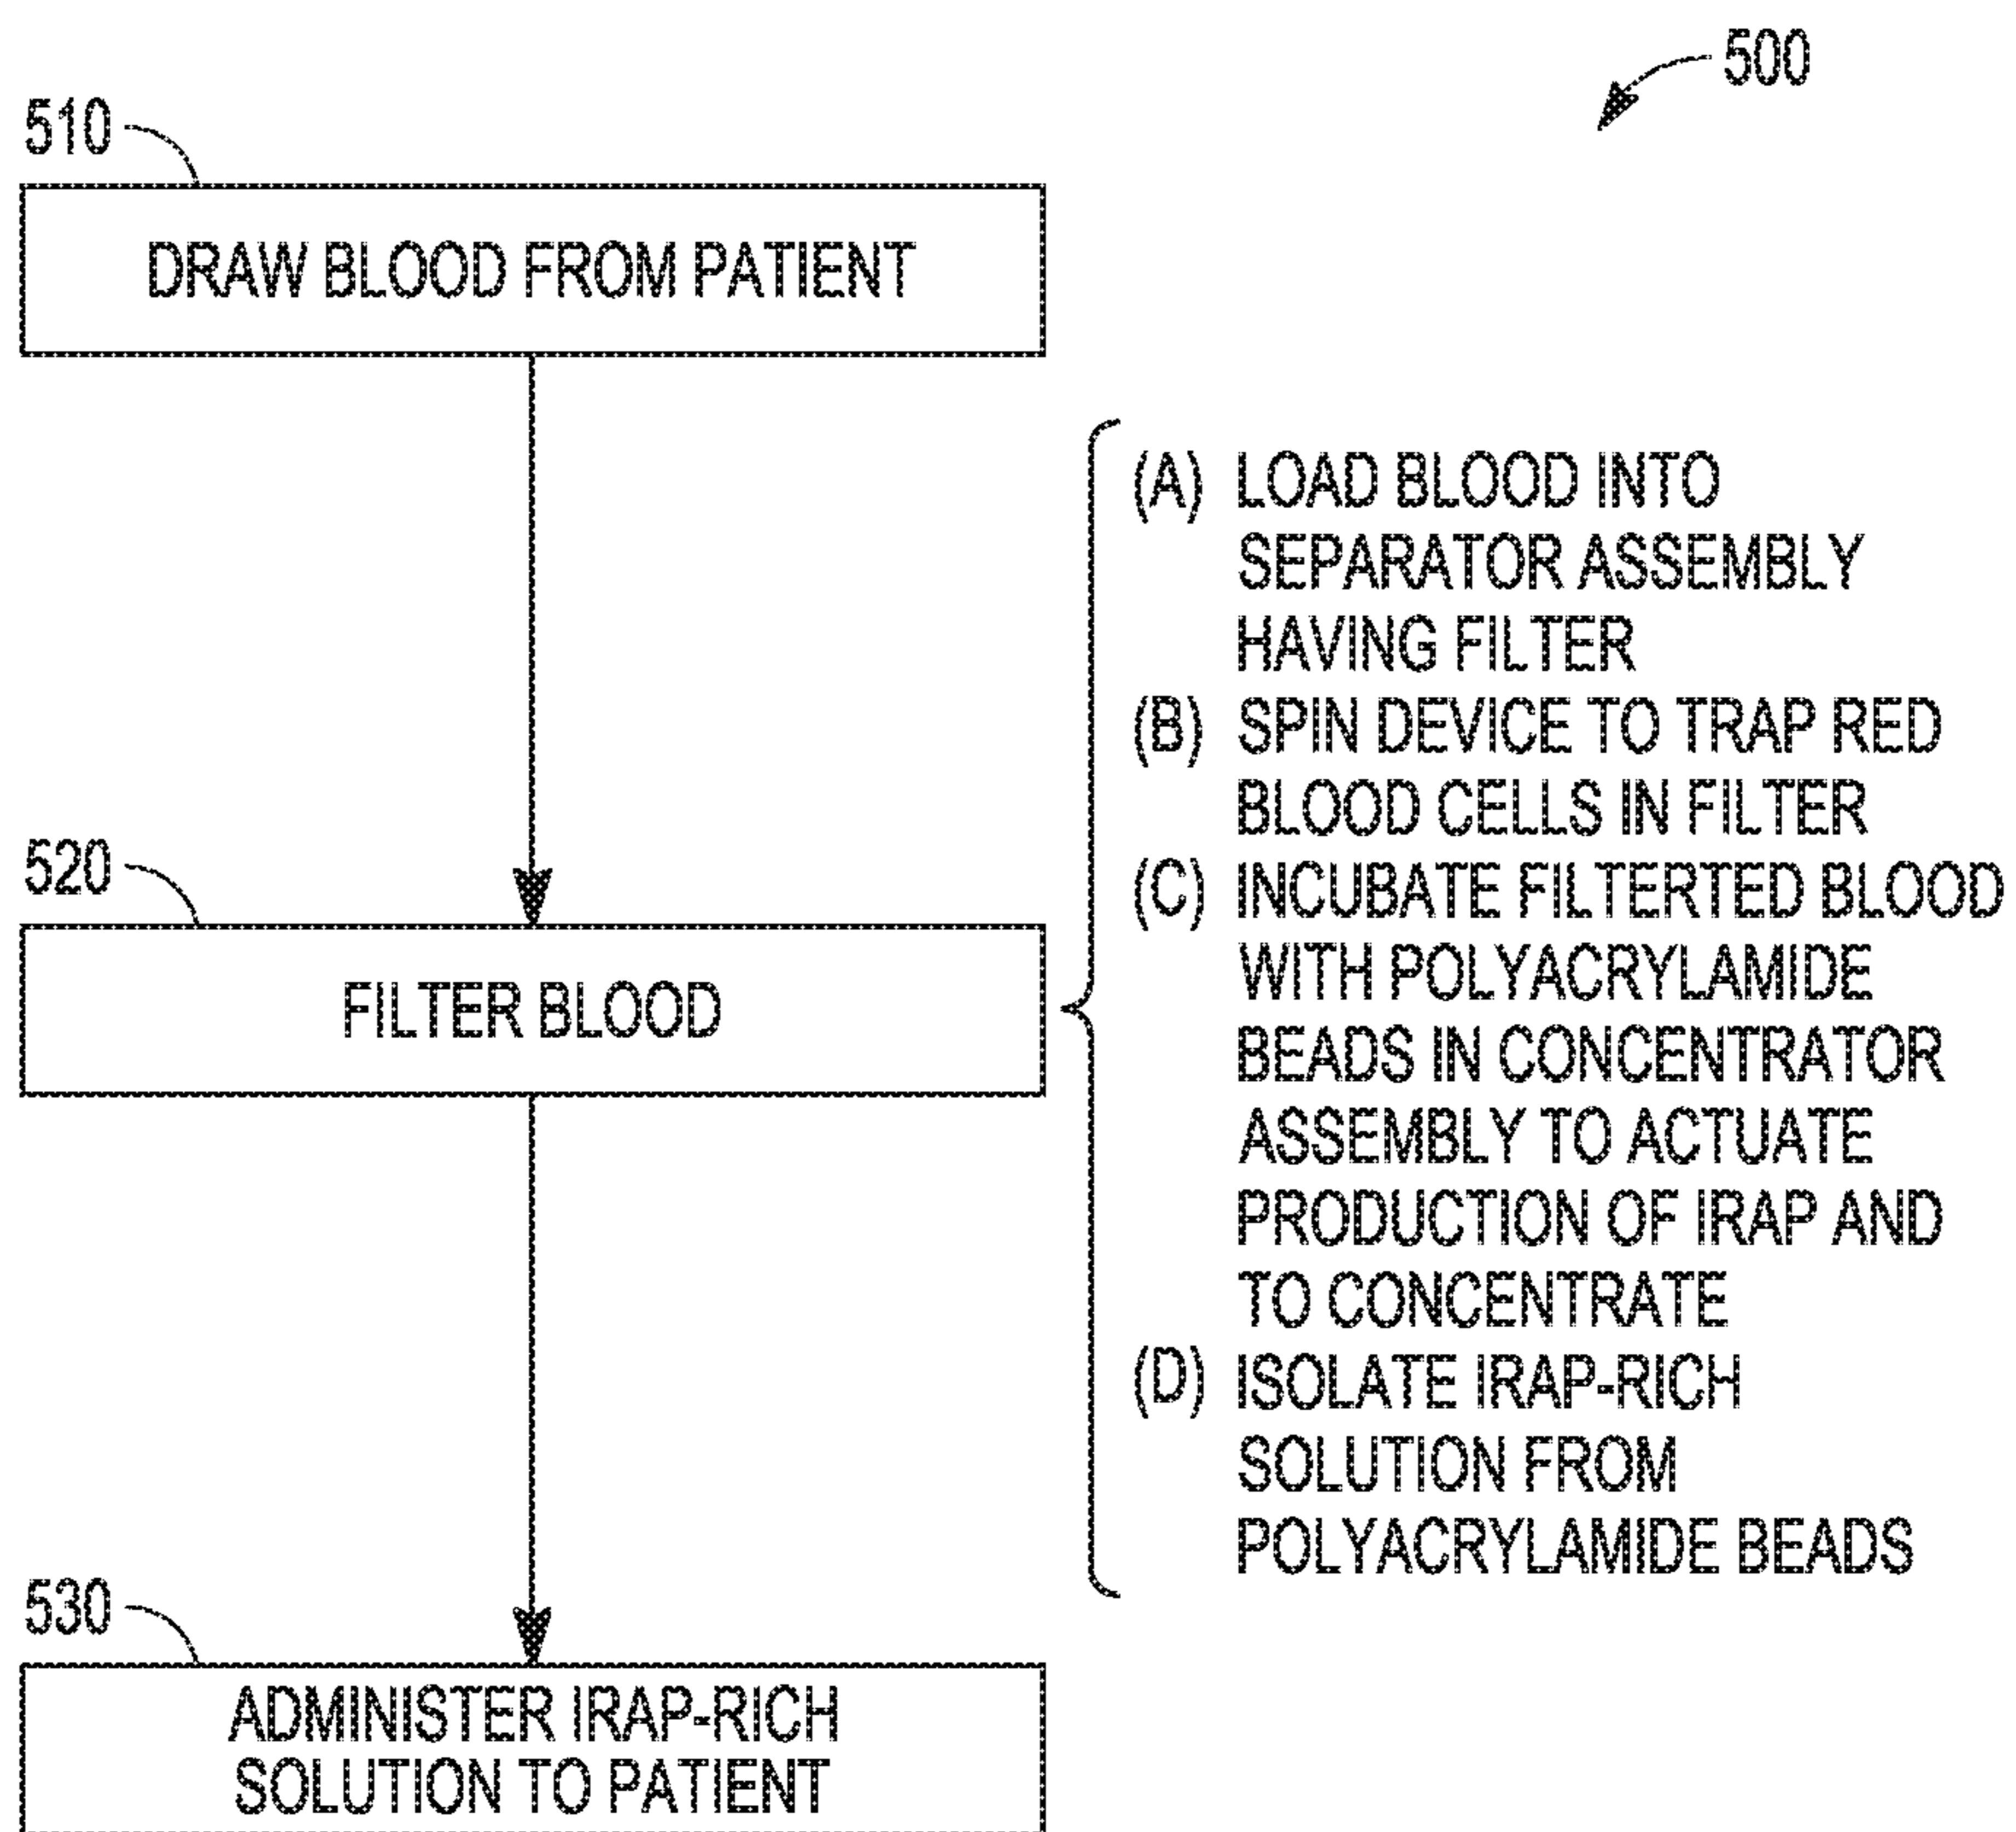 500
510
DRAW BLOOD FROM PATIENT
(A) LOAD BLOOD INTO
SEPARATOR ASSEMBLY
HAVING FILTER
(B) SPIN DEVICE TO TRAP RED
BLOOD CELLS IN FILTER
(C) INCUBATE FILTERTED BLOOD
WITH POLYACRYLAMIDE
BEADS IN CONCENTRATOR
ASSEMBLY TO ACTUATE
PRODUCTION OF IRAP AND
TO CONCENTRATE
(D) ISOLATE IRAP-RICH
SOLUTION FROM
POLYACRYLAMIDE BEADS
520
FILTER BLOOD
530
ADMINISTER IRAP-RICH
SOLUTION TO PATIENT